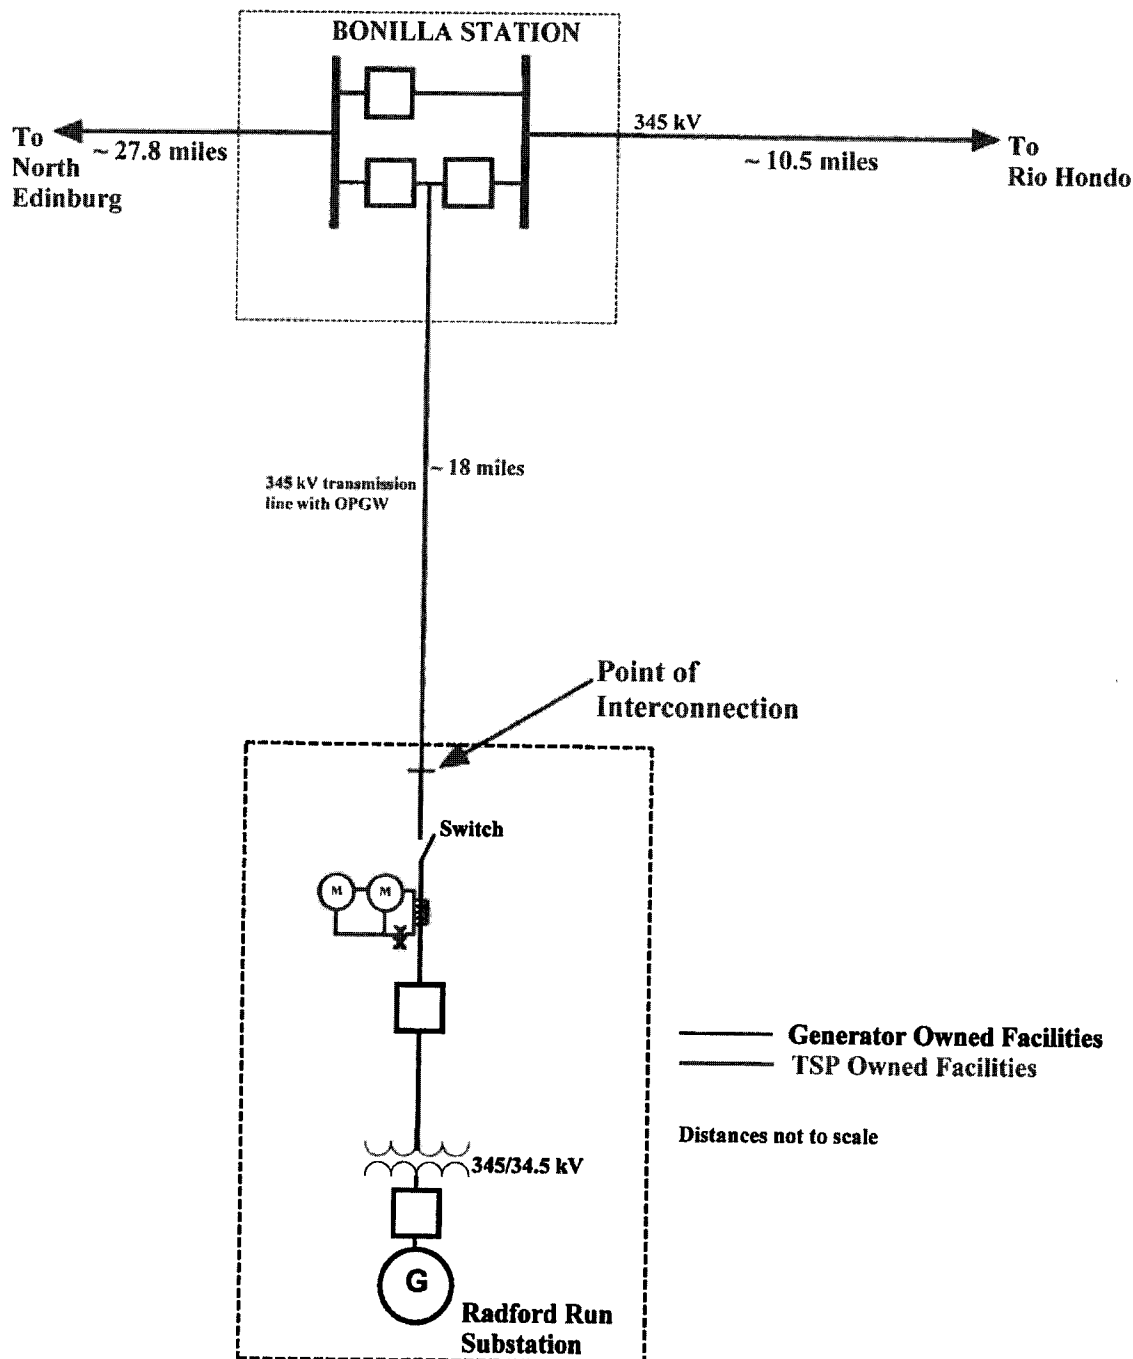 BONILLA STATION
To
North
Edinburg
~ 27.8 miles
345 kV
~ 10.5 miles
To
Rio Hondo
~ 18 miles
345 kV transmission
line with OPGW
Point of
Interconnection
Switch
M M
Generator Owned Facilities
TSP Owned Facilities
Distances not to scale
345/34.5 kV
G
Radford Run
Substation